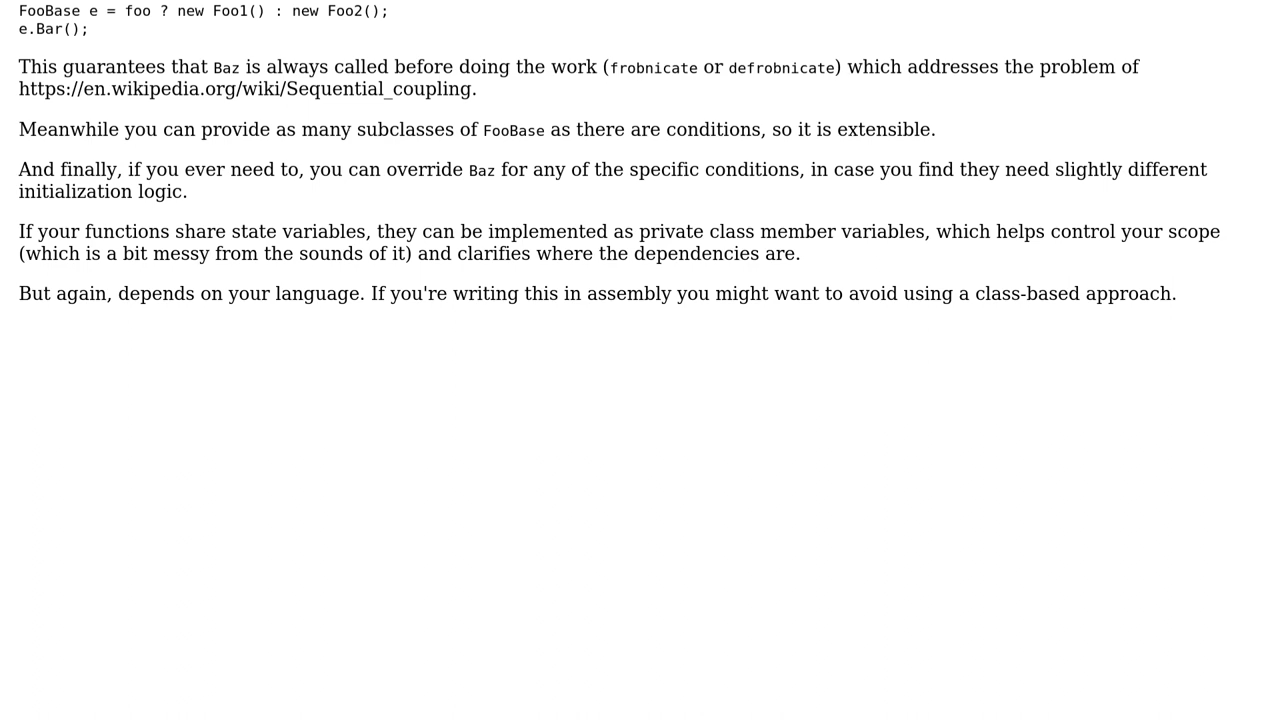 FooBase e = foo ? new Foo1() : new Foo2();
e.Bar();
This guarantees that Baz is always called before doing the work (frobnicate or defrobnicate) which addresses the problem of
https://en.wikipedia.org/wiki/Sequential_coupling.
Meanwhile you can provide as many subclasses of FooBase as there are conditions, so it is extensible.
And finally, if you ever need to, you can override Baz for any of the specific conditions, in case you find they need slightly different
initialization logic.
If your functions share state variables, they can be implemented as private class member variables, which helps control your scope
(which is a bit messy from the sounds of it) and clarifies where the dependencies are.
But again, depends on your language. If you're writing this in assembly you might want to avoid using a class-based approach.